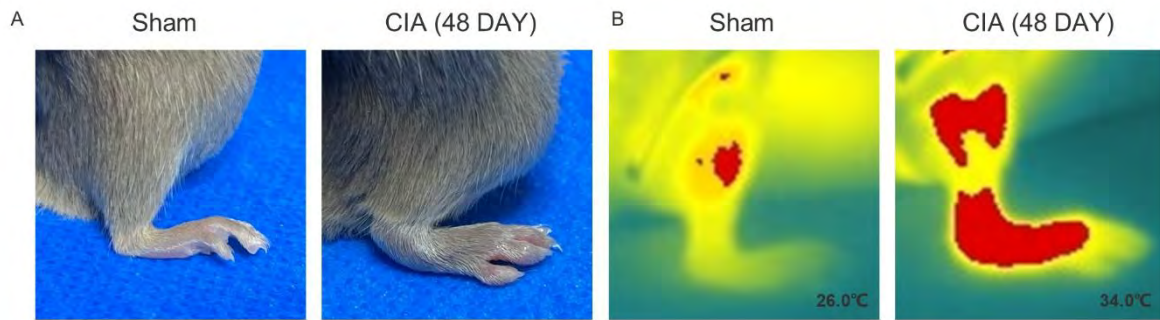 A Sham CIA (48 DAY) B Sham CIA (48 DAY)
26.0℃ 34.0℃